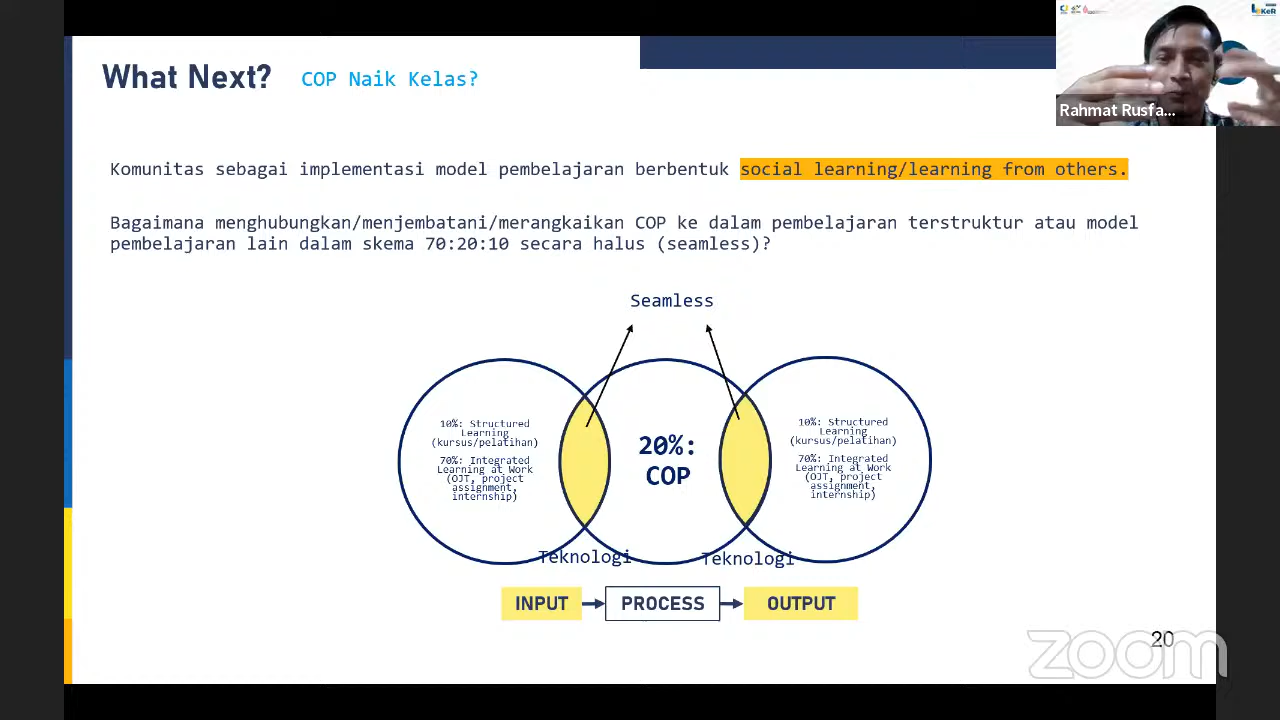 What Next?
COP Naik Kelas?
Rahmat Rusfa...
Komunitas sebagai implementasi model pembelajaran berbentuk social learning/learning from others.
Bagaimana menghubungkan/menjembatani/merangkaikan COP ke dalam pembelajaran terstruktur atau model
pembelajaran lain dalam skema 70:20:10 secara halus (seamless)?
Seamless
10%: Structured
Learning
(kursus/pelatihan)
70%: Integrated
Learning at Work
(OJT, project
assignment,
internship)
20%:
COP
10%: Structured
Learning
(kursus/pelatihan)
70%: Integrated
Learning at Work
(OJT, project
assignment,
internship)
Teknologi
Teknologi
INPUT
PROCESS
OUTPUT
20
zoom